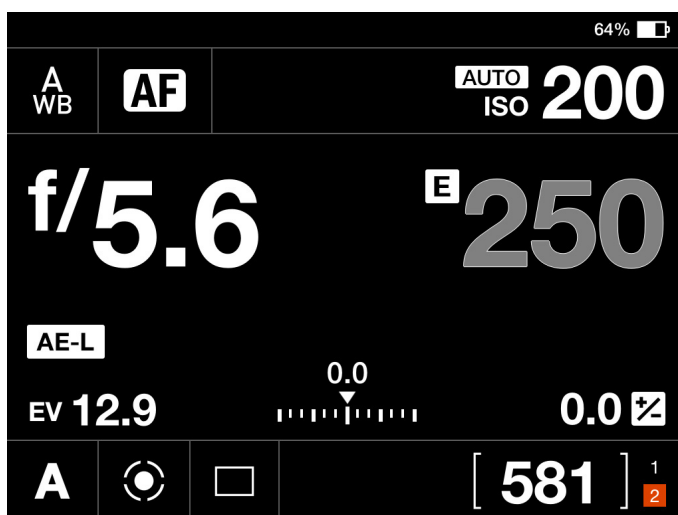 64%
A
WB
AF
AUTO
ISO 200
f/5.6
E 250
AE-L
0.0
EV 12.9
0.0 +/-
A
[ 581 ]
1
2